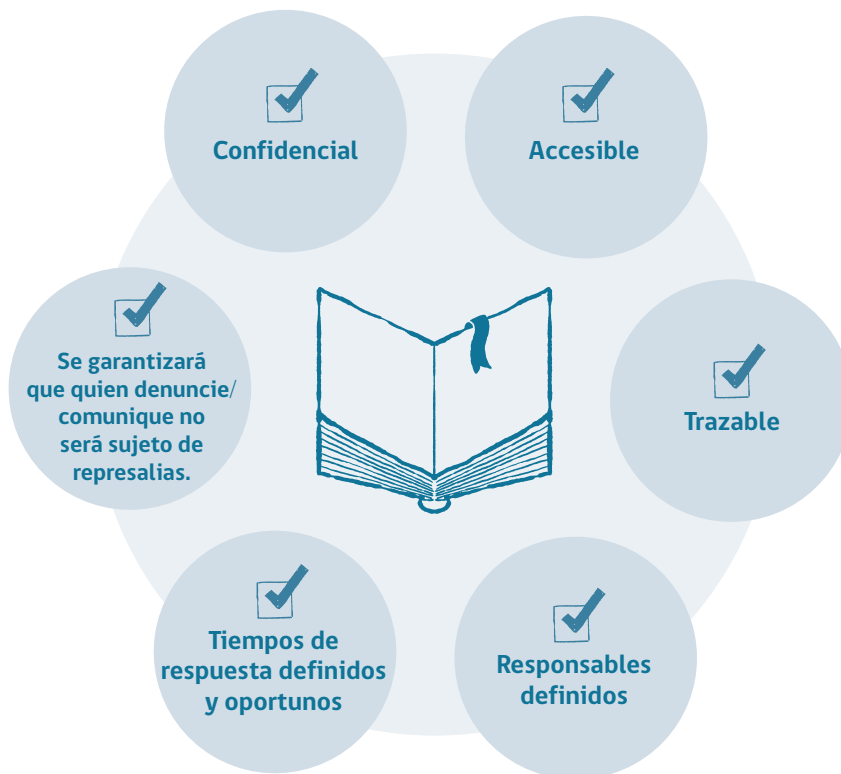 Confidencial
Accesible
Se garantizará
que quien denuncie/
comunique no
será sujeto de
represalias.
Trazable
Tiempos de
respuesta definidos
y oportunos
Responsables
definidos